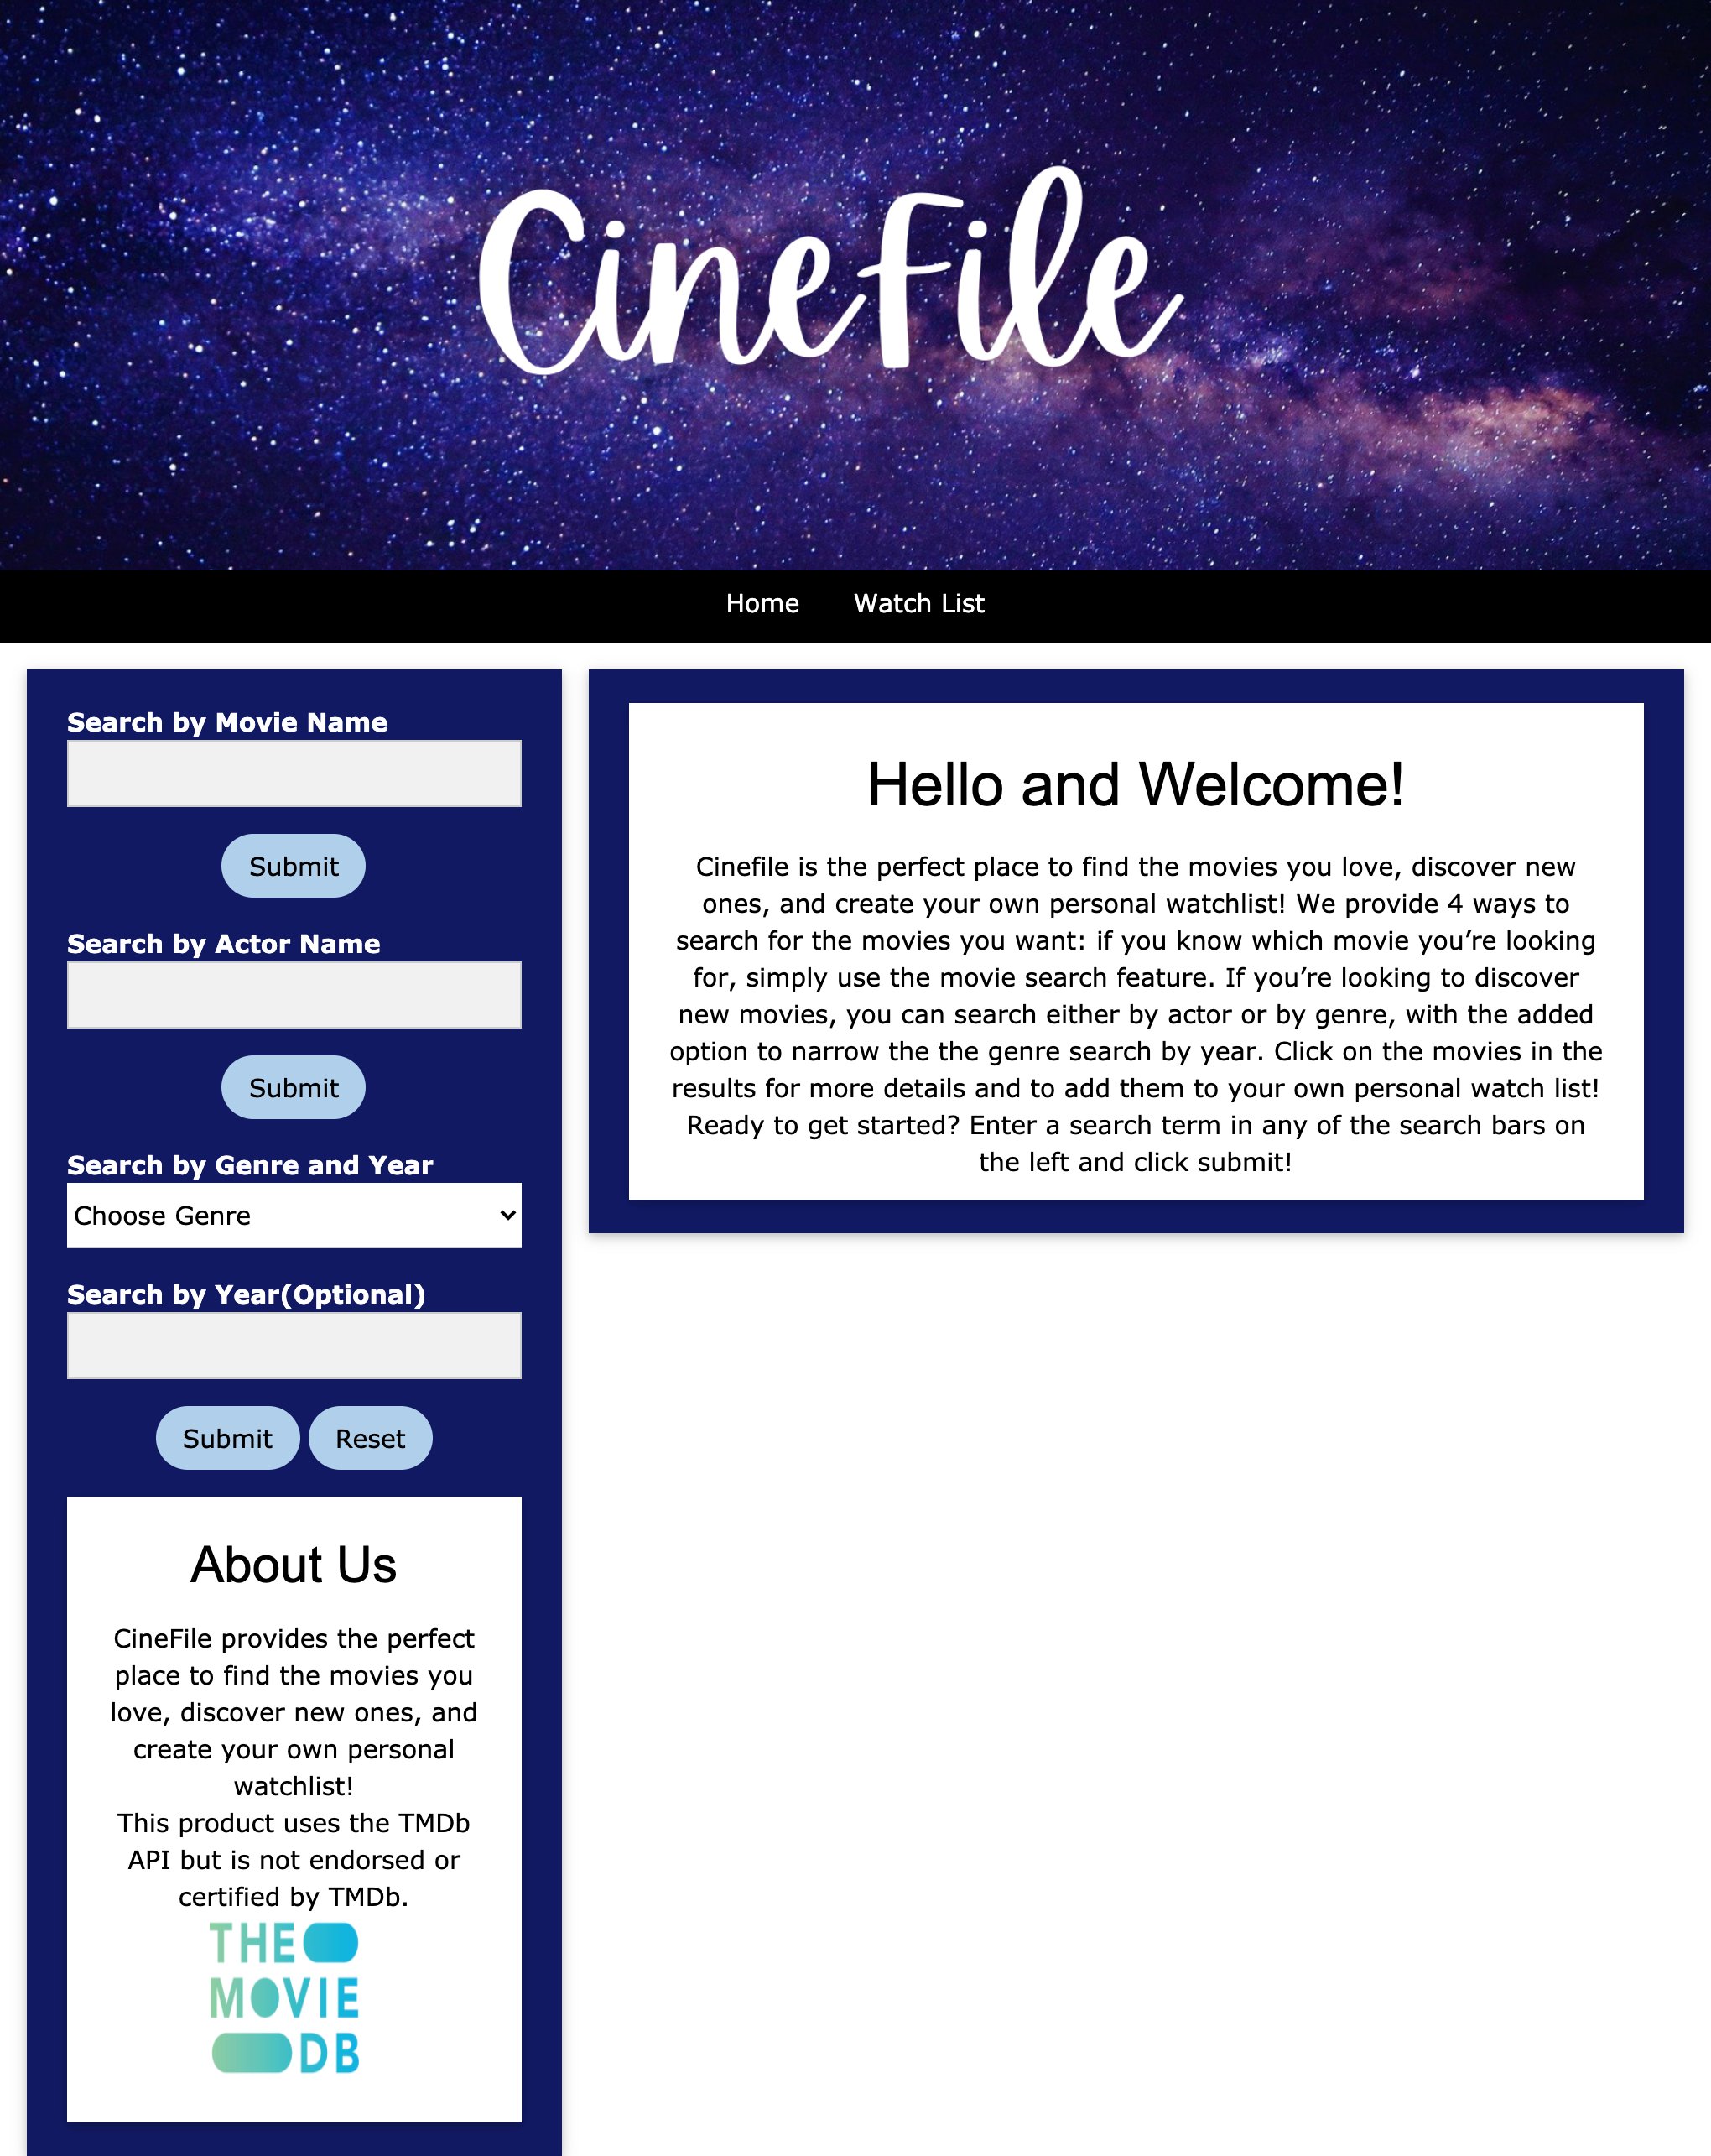 CineFile
Home Watch List
Search by Movie Name
Submit
Search by Actor Name
Submit
Search by Genre and Year
Choose Genre
Search by Year(Optional)
Submit Reset
About Us
CineFile provides the perfect
place to find the movies you
love, discover new ones, and
create your own personal
watchlist!
This product uses the TMDb
API but is not endorsed or
certified by TMDb.
THE
MOVIE
DB
Hello and Welcome!
Cinefile is the perfect place to find the movies you love, discover new
ones, and create your own personal watchlist! We provide 4 ways to
search for the movies you want: if you know which movie you’re looking
for, simply use the movie search feature. If you’re looking to discover
new movies, you can search either by actor or by genre, with the added
option to narrow the the genre search by year. Click on the movies in the
results for more details and to add them to your own personal watch list!
Ready to get started? Enter a search term in any of the search bars on
the left and click submit!